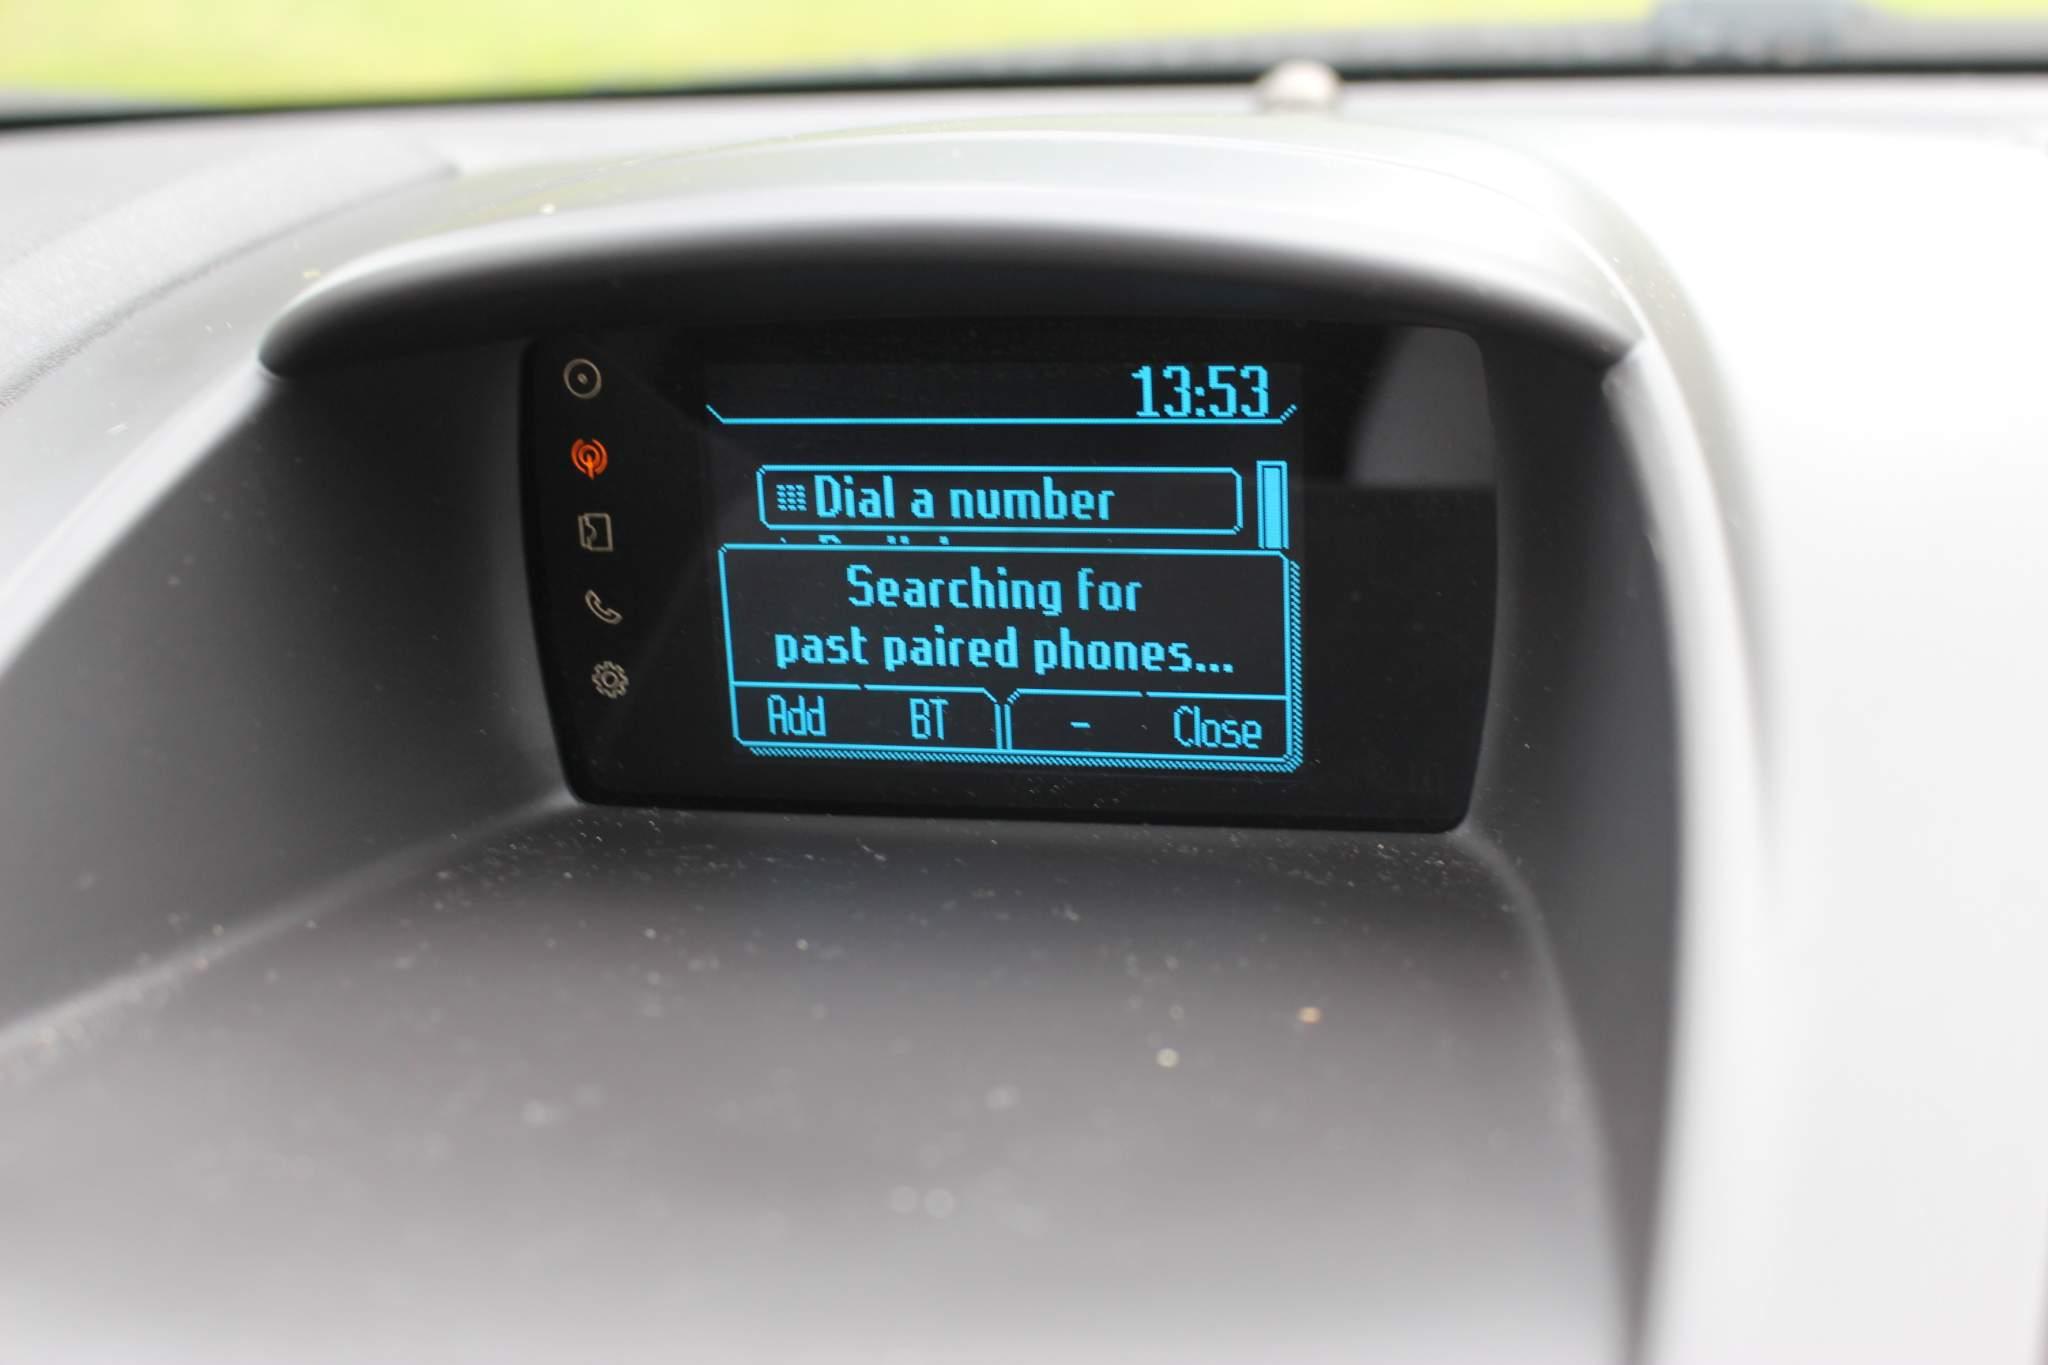 13:53
Dial a number
Searching for
past paired phones...
Add BT - Close